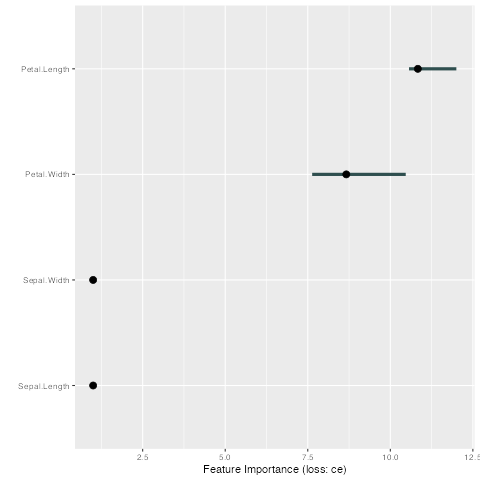 Petal.Length
Petal.Width
Sepal.Width
Sepal.Length
2.5 5.0 7.5 10.0 12.5
Feature Importance (loss: ce)